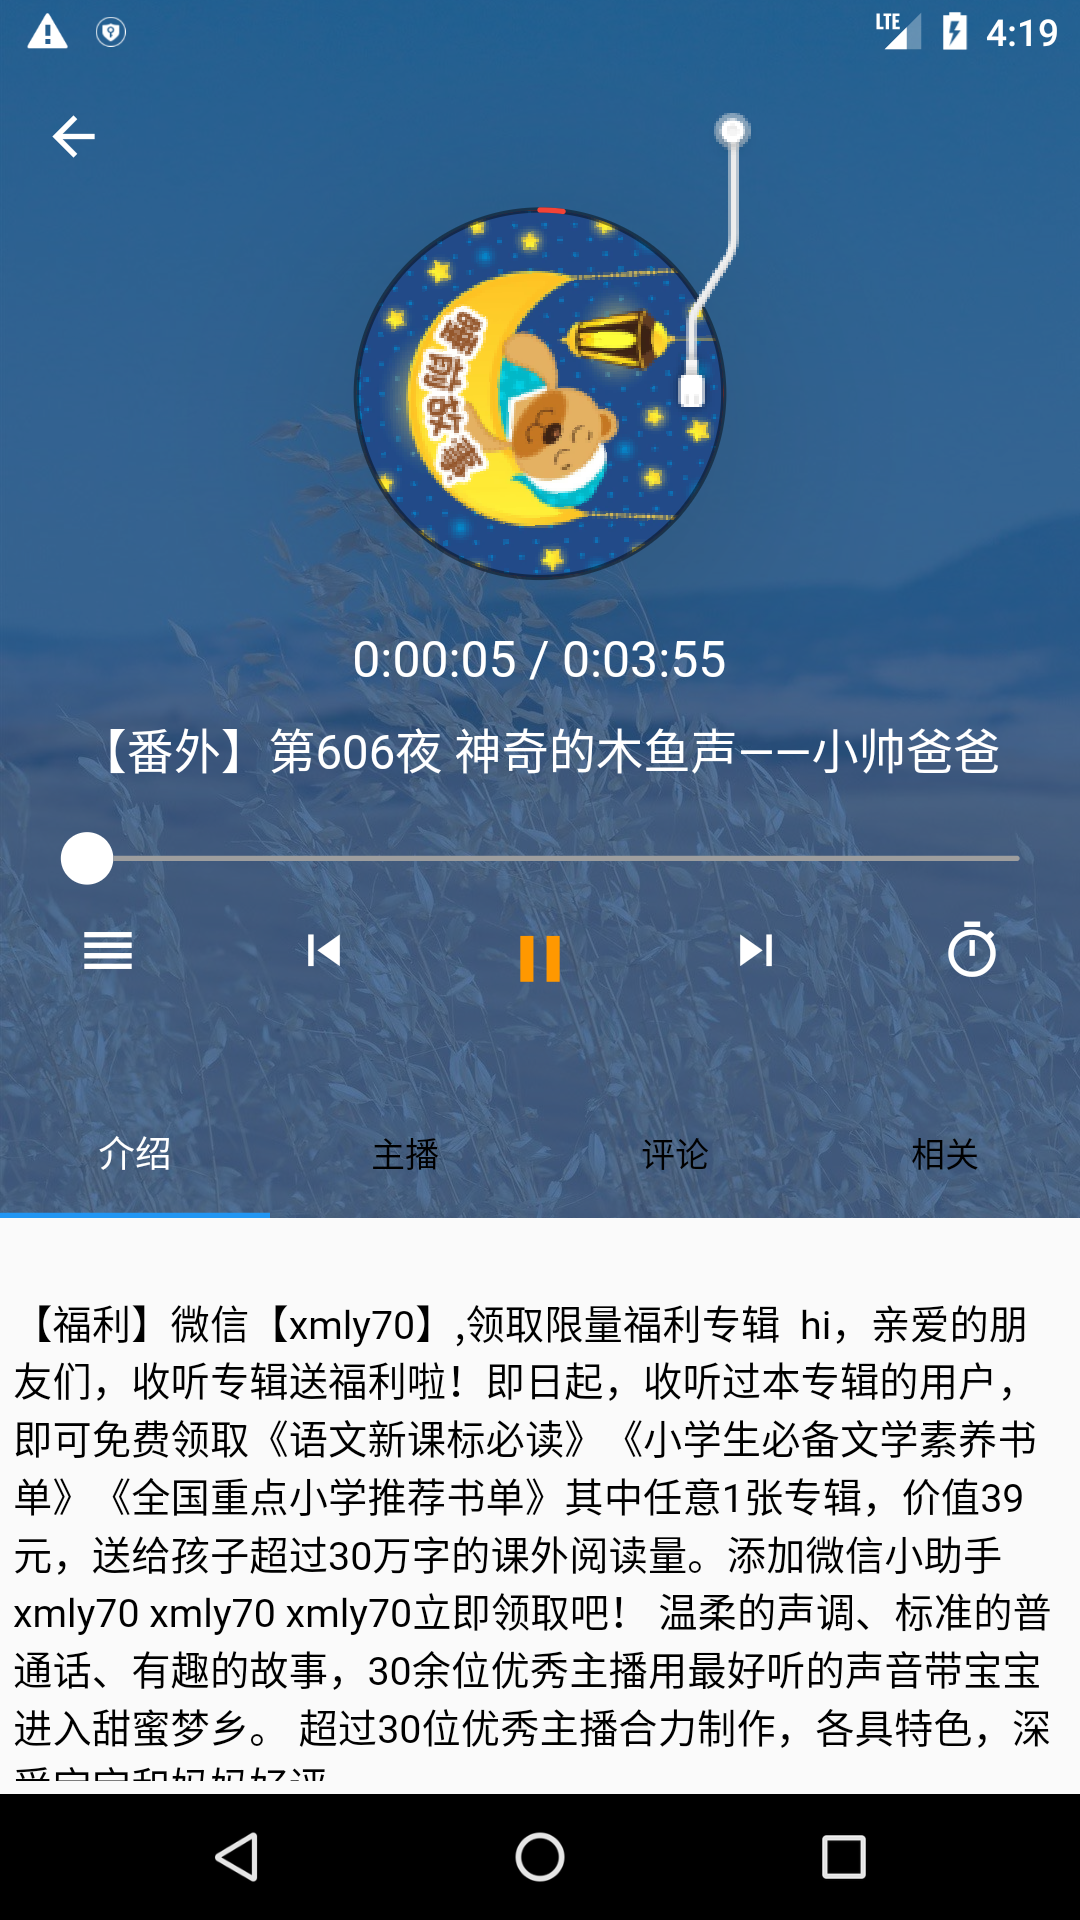 LTE 4:19
睡前故事
0:00:05 / 0:03:55
【番外】第606夜 神奇的木鱼声——小帅爸爸
介绍 主播 评论 相关
【福利】微信【xmly70】,领取限量福利专辑 hi，亲爱的朋
友们，收听专辑送福利啦！即日起，收听过本专辑的用户，
即可免费领取《语文新课标必读》《小学生必备文学素养书
单》《全国重点小学推荐书单》其中任意1张专辑，价值39
元，送给孩子超过30万字的课外阅读量。添加微信小助手
xmly70 xmly70 xmly70立即领取吧！ 温柔的声调、标准的普
通话、有趣的故事，30余位优秀主播用最好听的声音带宝宝
进入甜蜜梦乡。 超过30位优秀主播合力制作，各具特色，深
受宝宝和妈妈好评